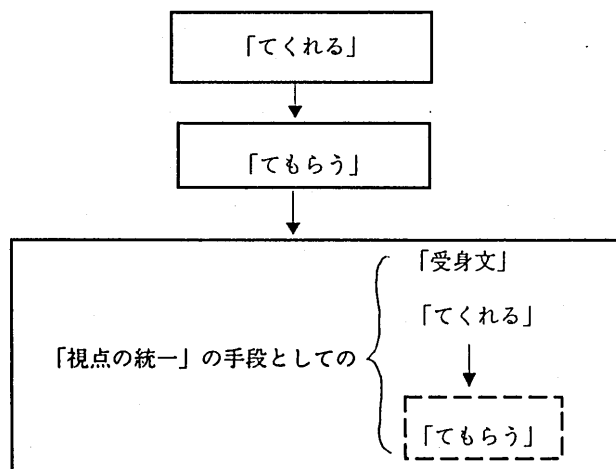 「てくれる」
「てもらう」
「受身文」
「てくれる」
「視点の統一」の手段としての
「てもらう」